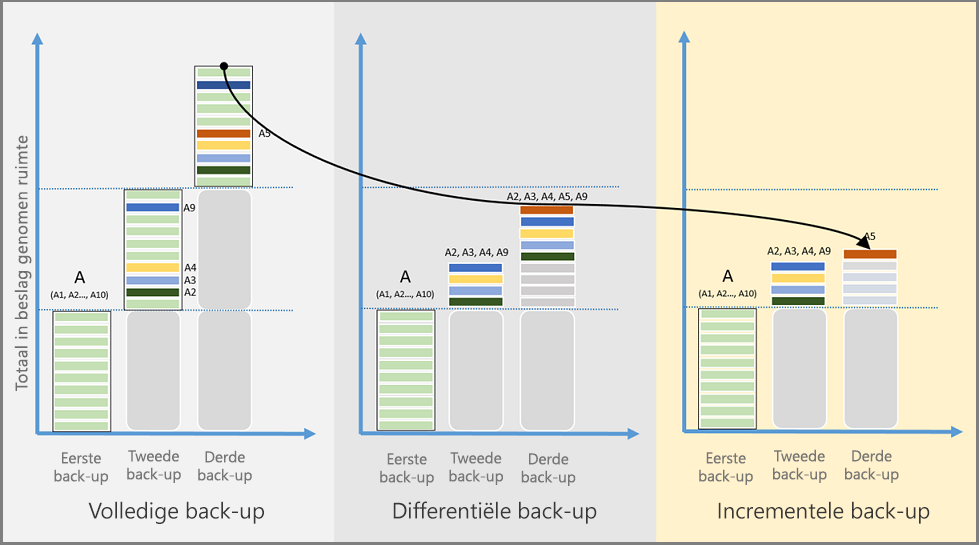 Totaal in beslag genomen ruimte
A5
A9
A4
A3
A2
A
(A1, A2..., A10)
Eerste
back-up
Tweede
back-up
Derde
back-up
Volledige back-up
A2, A3, A4, A5, A9
A2, A3, A4, A9
A
(A1, A2..., A10)
Eerste
back-up
Tweede
back-up
Derde
back-up
Differentiële back-up
A5
A2, A3, A4, A9
A
(A1, A2..., A10)
Eerste
back-up
Tweede
back-up
Derde
back-up
Incrementele back-up